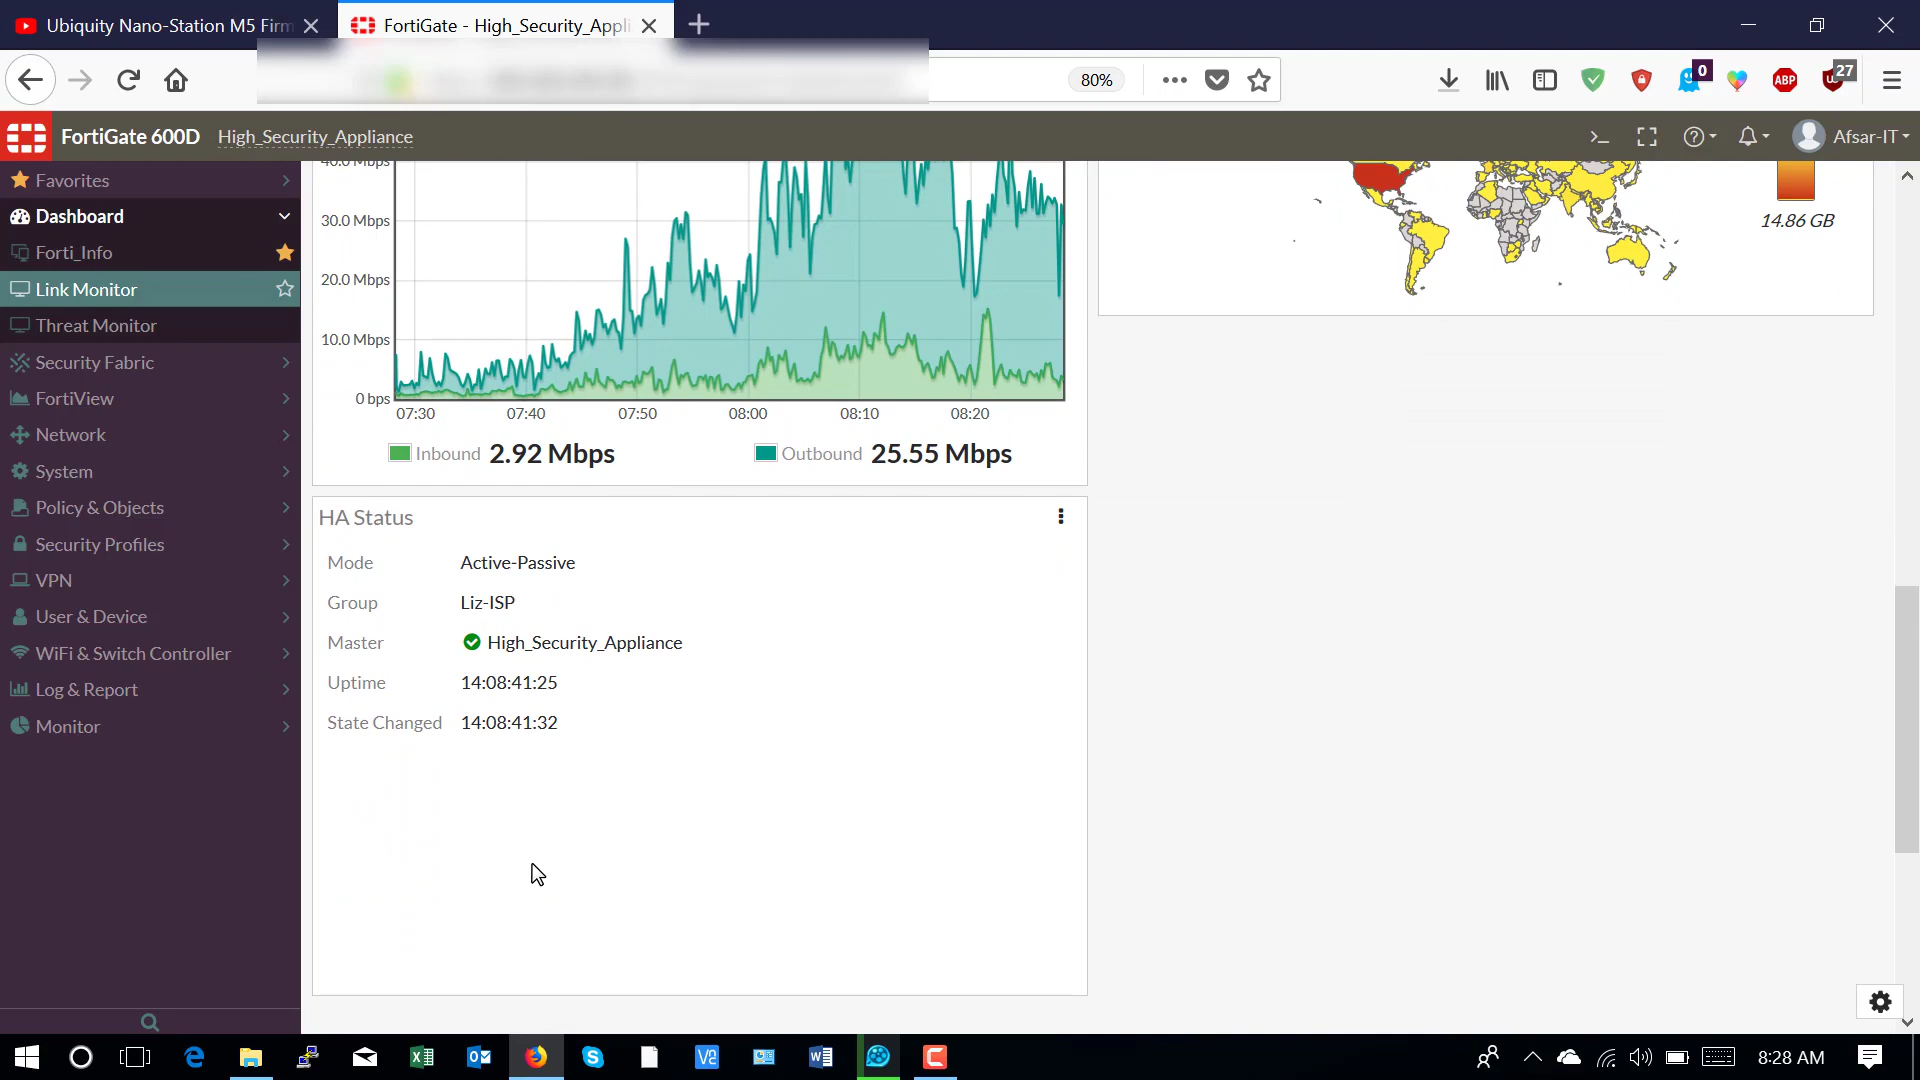 Ubiquity Nano-Station M5 Firm
FortiGate - High_Security_Appli
80%
0
ABP
27
FortiGate 600D
High_Security_Appliance
Afsar-IT
Favorites
Dashboard
Forti_Info
Link Monitor
Threat Monitor
Security Fabric
FortiView
Network
System
Policy & Objects
Security Profiles
VPN
User & Device
WiFi & Switch Controller
Log & Report
Monitor
40.0 Mbps
30.0 Mbps
20.0 Mbps
10.0 Mbps
0 bps
07:30 07:40 07:50 08:00 08:10 08:20
Inbound 2.92 Mbps Outbound 25.55 Mbps
14.86 GB
HA Status
Mode Active-Passive
Group Liz-ISP
Master High_Security_Appliance
Uptime 14:08:41:25
State Changed 14:08:41:32
8:28 AM